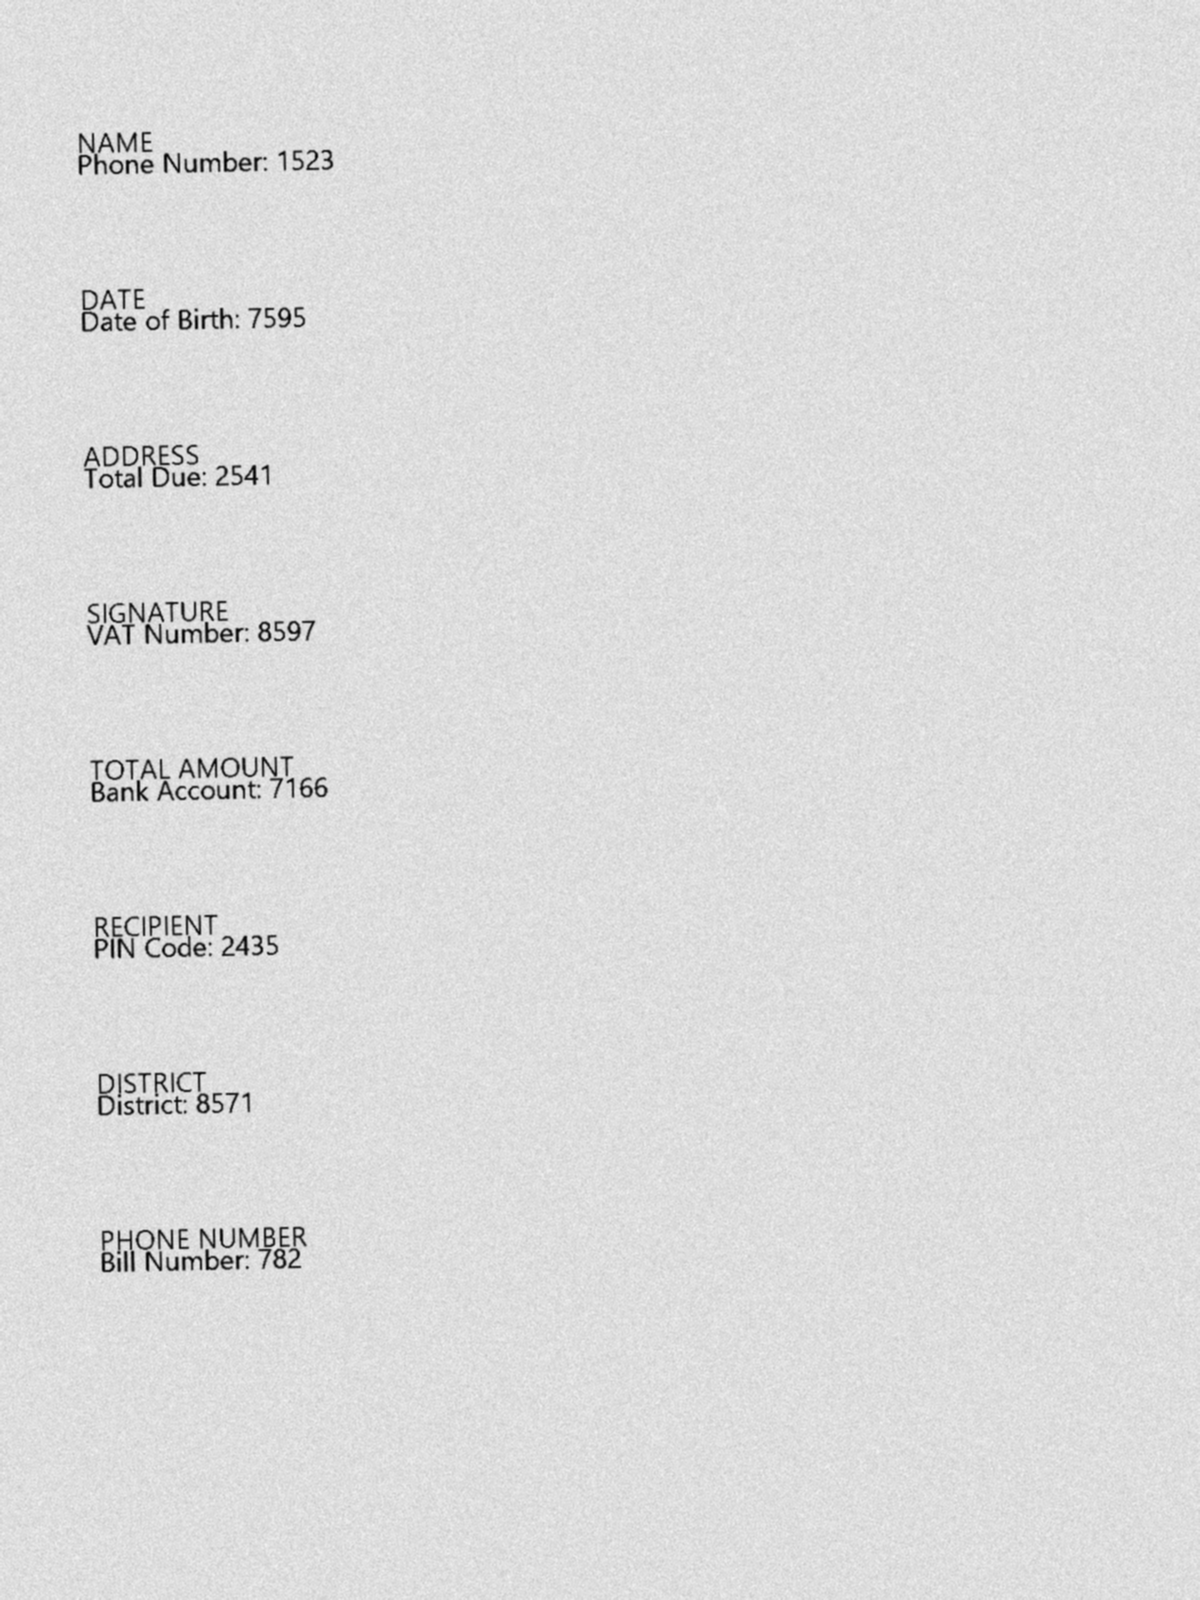 NAME
Phone Number: 1523
DATE
Date of Birth: 7595
ADDRESS
Total Due: 2541
SIGNATURE
VAT Number: 8597
TOTAL AMOUNT
Bank Account: 7166
RECIPIENT
PIN Code: 2435
DISTRICT
District: 8571
PHONE NUMBER
Bill Number: 782